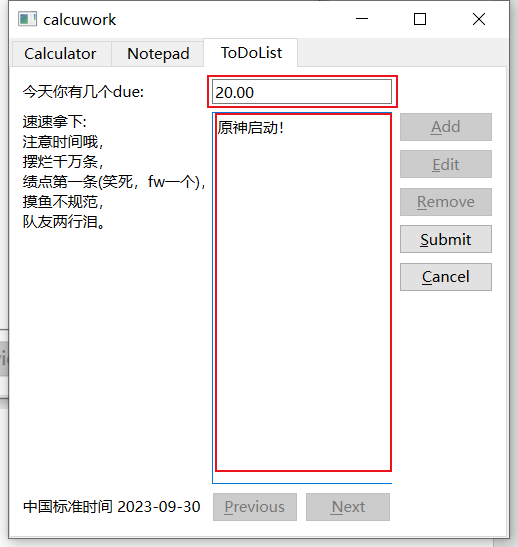 calcuwork
Calculator
Notepad
ToDoList
今天你有几个due:
20.00
速速拿下:
注意时间哦，
摆烂千万条，
绩点第一条(笑死，fw一个)，
摸鱼不规范，
队友两行泪。
原神启动！
Add
Edit
Remove
Submit
Cancel
中国标准时间 2023-09-30
Previous
Next